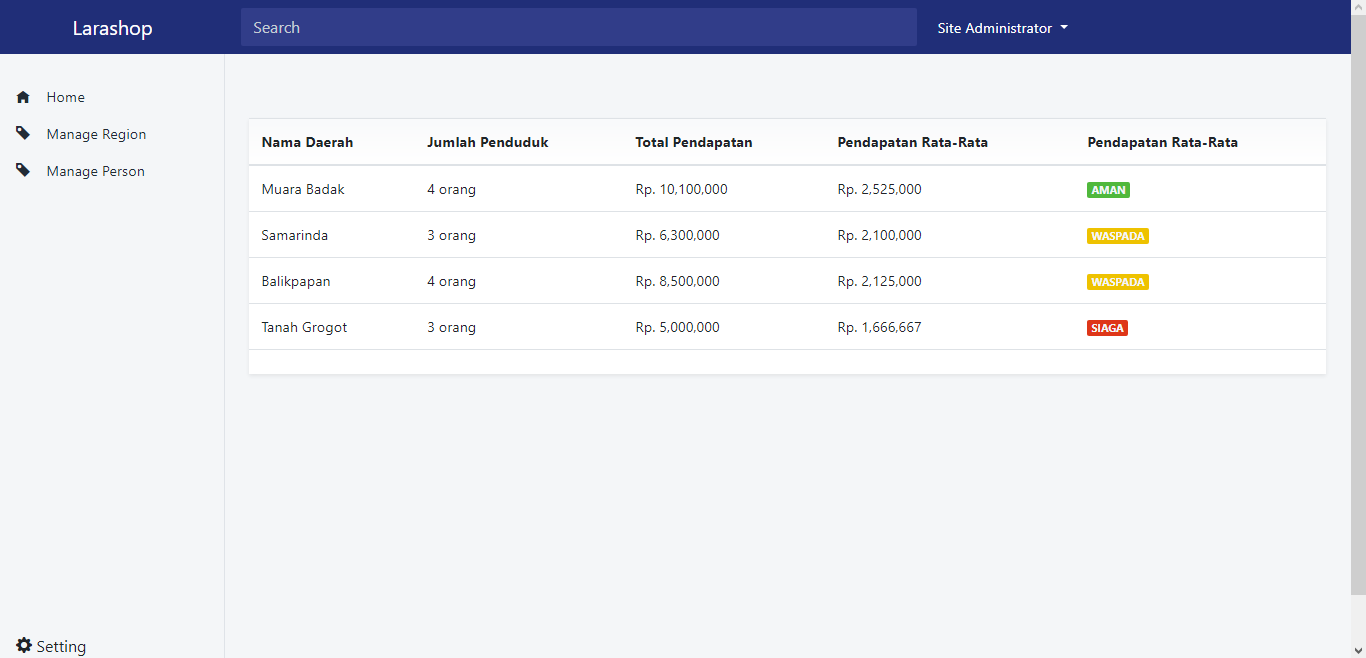 Larashop
Search
Site Administrator
Home
Manage Region
Manage Person
Nama Daerah Jumlah Penduduk Total Pendapatan Pendapatan Rata-Rata Pendapatan Rata-Rata
Muara Badak 4 orang Rp. 10,100,000 Rp. 2,525,000 AMAN
Samarinda 3 orang Rp. 6,300,000 Rp. 2,100,000 WASPADA
Balikpapan 4 orang Rp. 8,500,000 Rp. 2,125,000 WASPADA
Tanah Grogot 3 orang Rp. 5,000,000 Rp. 1,666,667 SIAGA
Setting